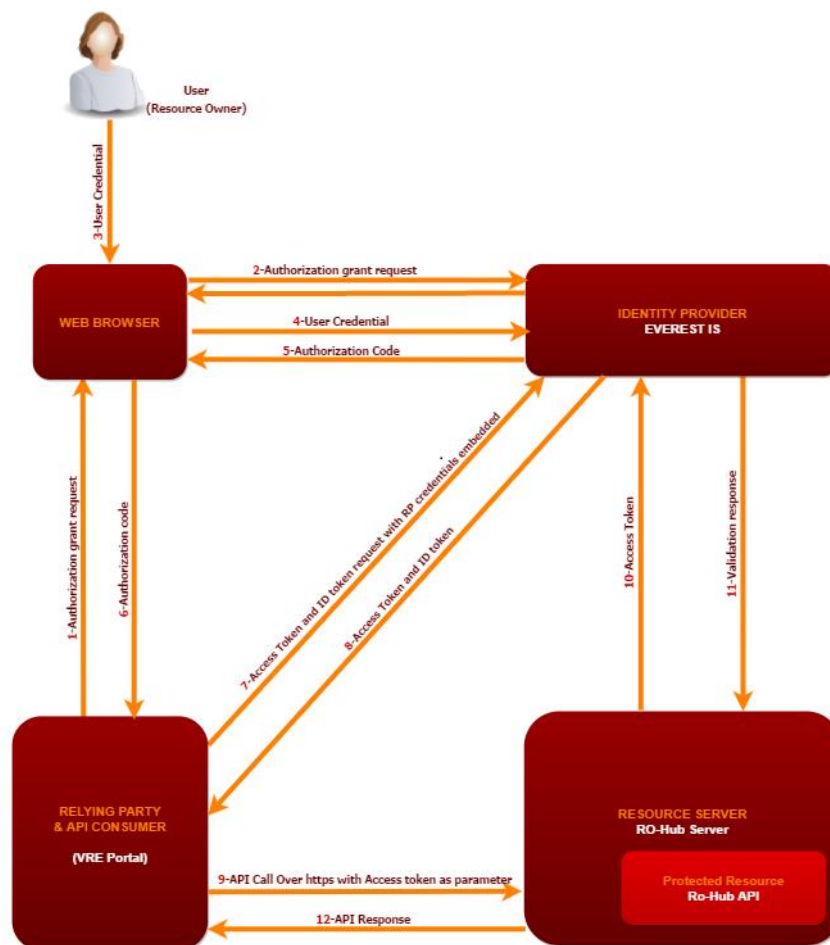 User
(Resource Owner)
3-User Credential
2-Authorization grant request
WEB BROWSER
4-User Credential
5-Authorization Code
IDENTITY PROVIDER
EVEREST IS
1-Authorization grant request
6-Authorization code
7-Access Token and ID token request with RP credentials embedded
8-Access Token and ID token
10-Access Token
11-Validation response
RELYING PARTY
& API CONSUMER
(VRE Portal)
9-API Call Over https with Access token as parameter
12-API Response
RESOURCE SERVER
RO-Hub Server
Protected Resource
Ro-Hub API